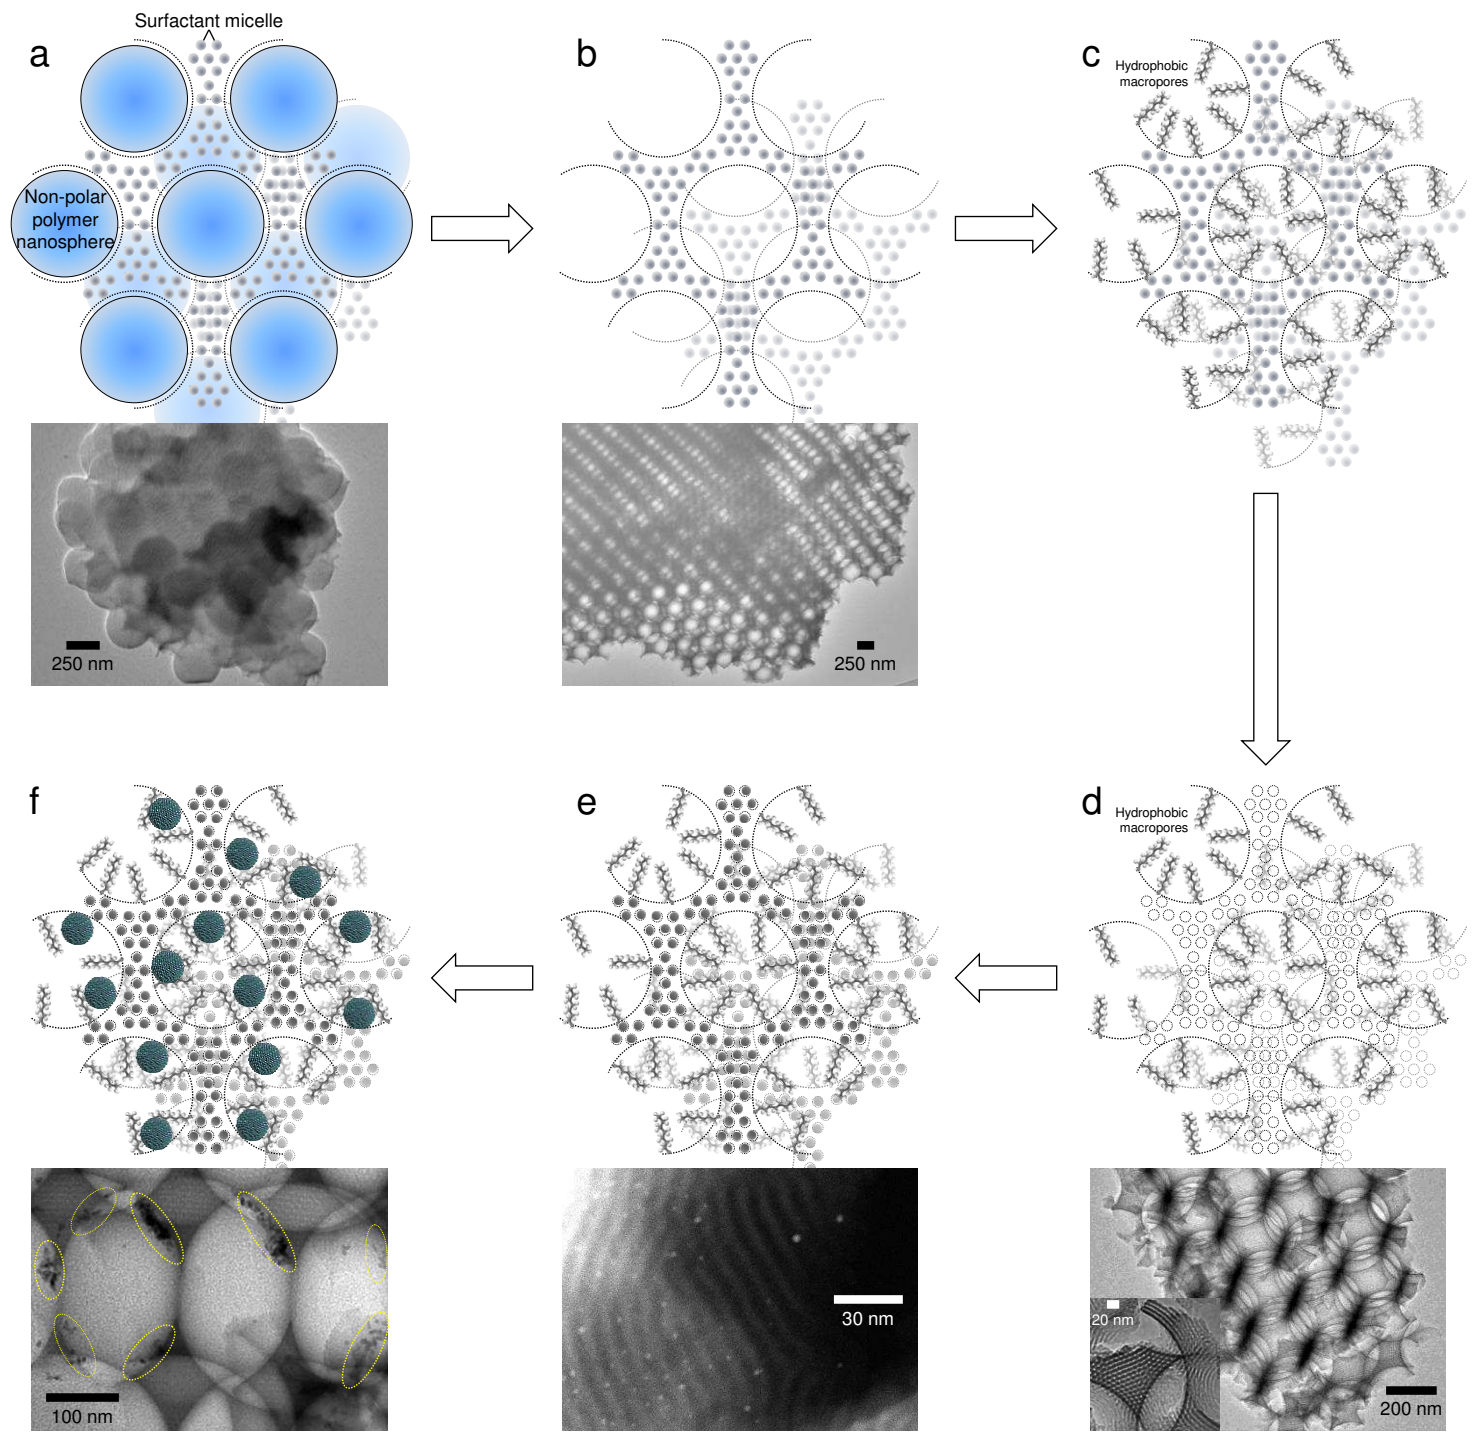 Surfactant micelle
a
Non-polar
polymer
nanosphere
250 nm
b
250 nm
c
Hydrophobic
macropores
f
100 nm
e
30 nm
d
Hydrophobic
macropores
20 nm
200 nm